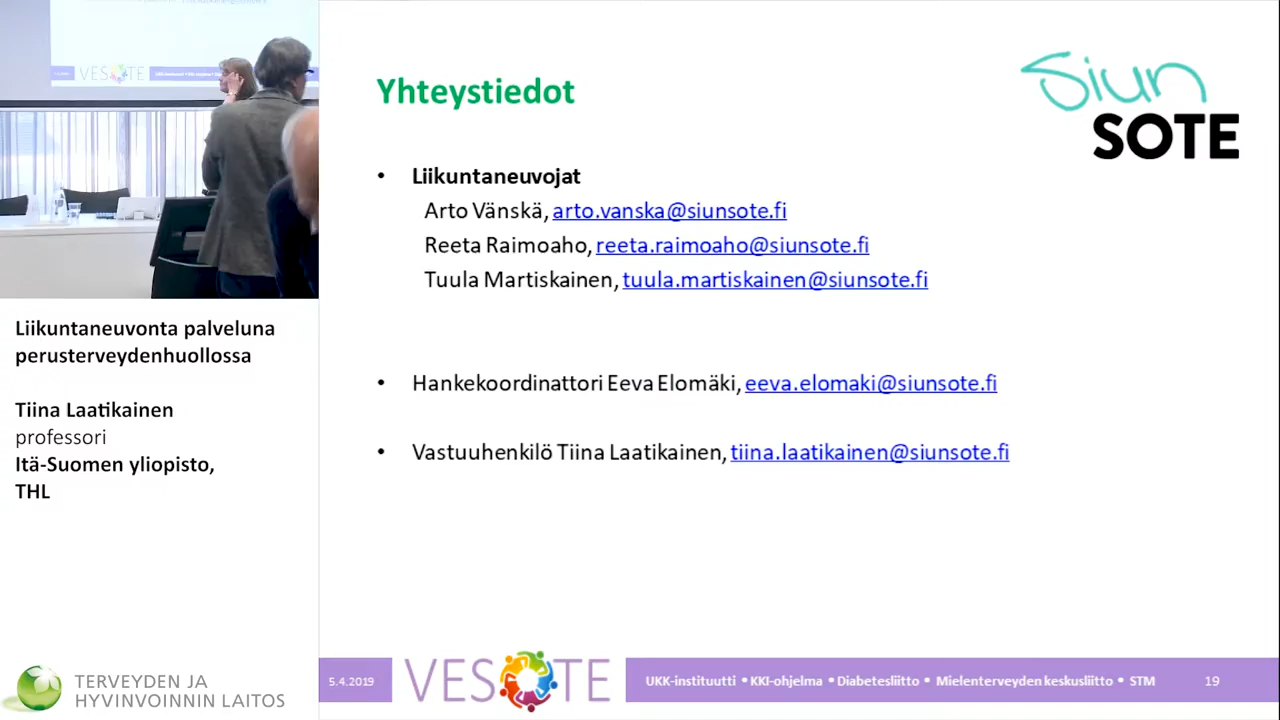 VESOTE
Liikuntaneuvonta palveluna
perusterveydenhuollossa
Tiina Laatikainen
professori
Itä-Suomen yliopisto,
THL
TERVEYDEN JA
HYVINVOINNIN LAITOS
Yhteystiedot
Siun
SOTE
• Liikuntaneuvojat
Arto Vänskä, arto.vanska@siunsote.fi
Reeta Raimoaho, reeta.raimoaho@siunsote.fi
Tuula Martiskainen, tuula.martiskainen@siunsote.fi
• Hankekoordinattori Eeva Elomäki, eeva.elomaki@siunsote.fi
• Vastuuhenkilö Tiina Laatikainen, tiina.laatikainen@siunsote.fi
5.4.2019 VESOTE UKK-instituutti • KKI-ohjelma • Diabetesliitto • Mielenterveyden keskusliitto • STM 19